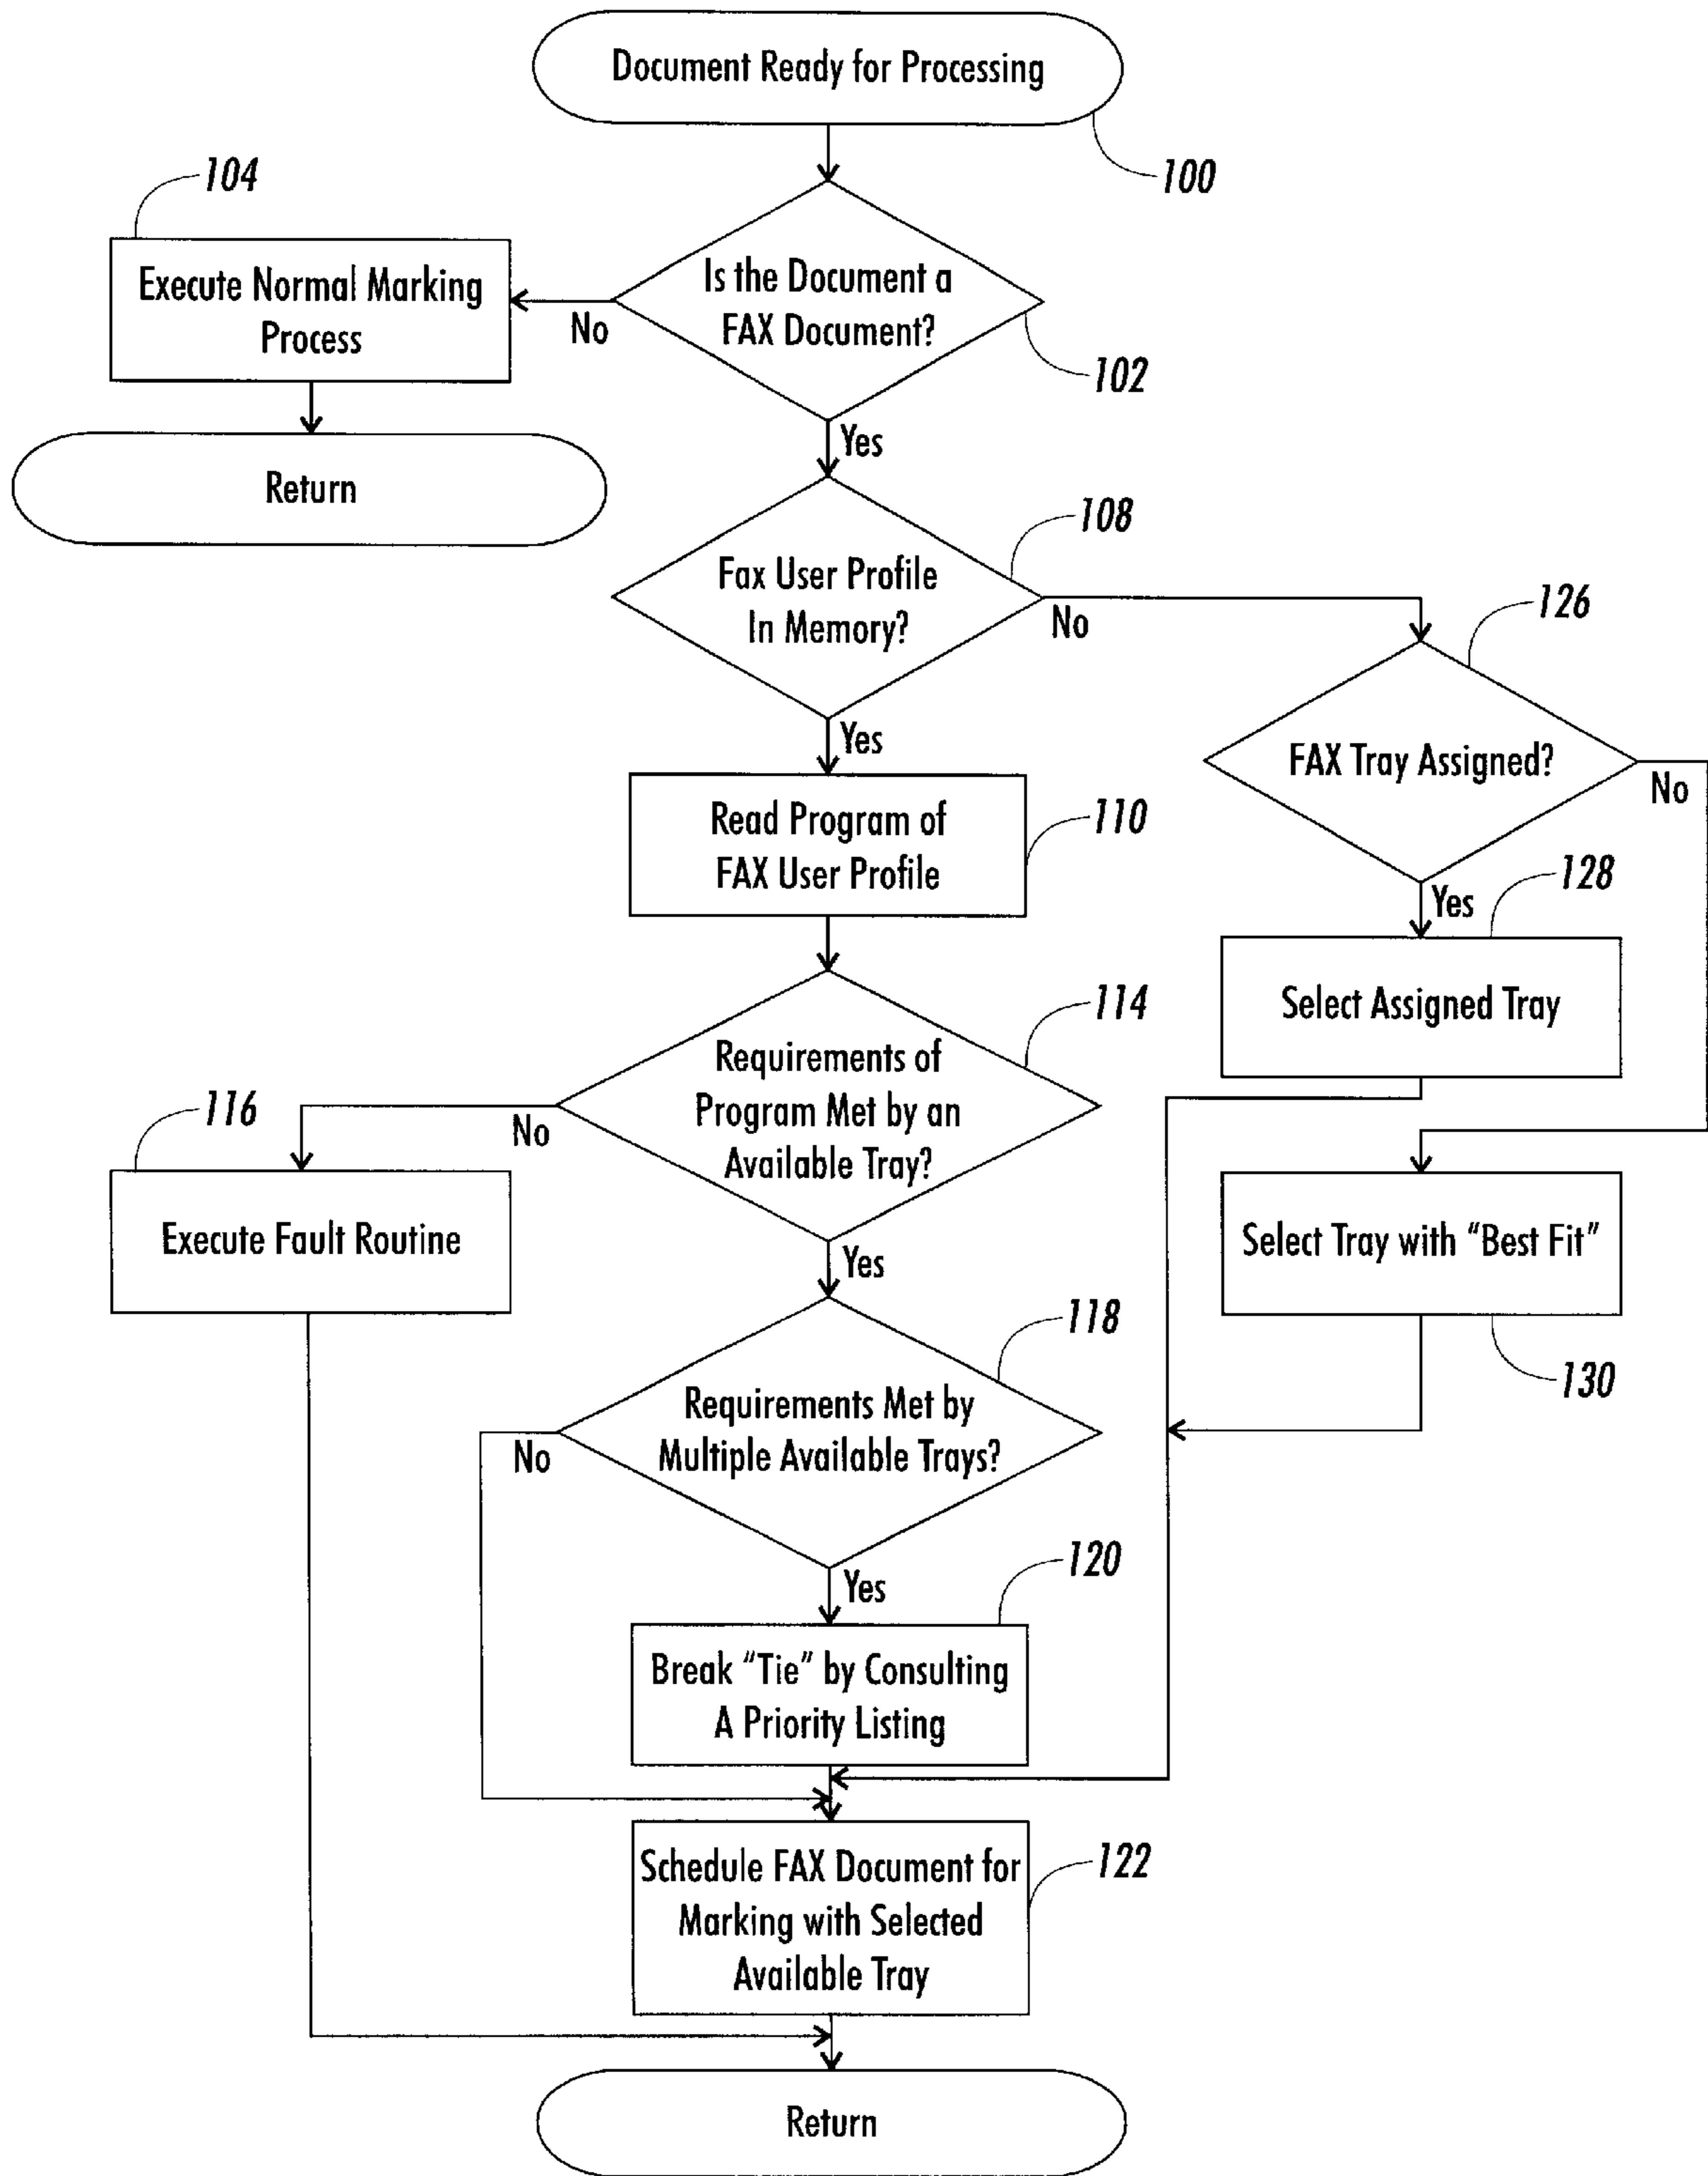 Document Ready for Processing
100
104
Execute Normal Marking
Process
Is the Document a
FAX Document?
No
102
Yes
Return
108
Fax User Profile
In Memory?
No
126
Yes
FAX Tray Assigned?
No
Read Program of
FAX User Profile
110
128
Yes
Select Assigned Tray
114
Requirements of
Program Met by an
Available Tray?
116
No
Execute Fault Routine
Yes
Select Tray with “Best Fit”
130
118
Requirements Met by
Multiple Available Trays?
No
120
Yes
Break “Tie” by Consulting
A Priority Listing
Schedule FAX Document for
Marking with Selected
Available Tray
122
Return